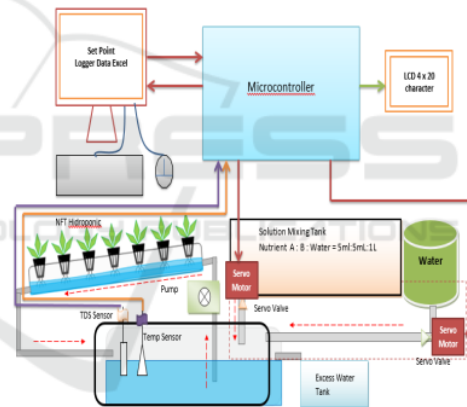 Set Point
Logger Data Excel
Microcontroller
LCD 4 x 20
character
NFT Hidroponic
Solution Mixing Tank
Nutrient A : B : Water = 5ml:5mL:1L
Water
Servo
Motor
Pump
TDS Sensor
Servo Valve
Servo
Motor
Temp Sensor
Servo Valve
Excess Water
Tank